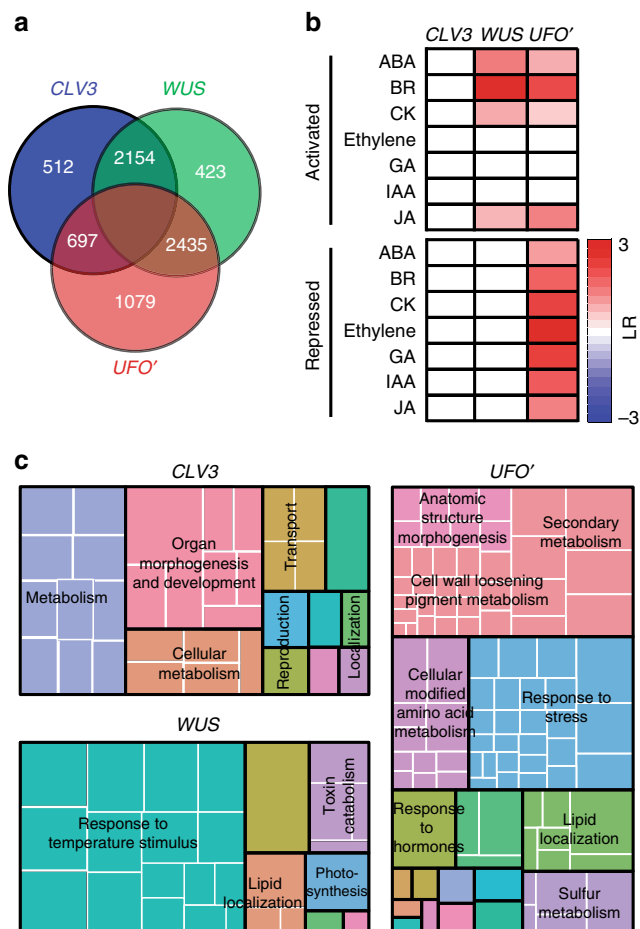 a
CLV3
WUS
512
2154
423
697
2435
1079
UFO'
b
CLV3 WUS UFO'
Activated
ABA
BR
CK
Ethylene
GA
IAA
JA
Repressed
ABA
BR
CK
Ethylene
GA
IAA
JA
3
LR
–3
c
CLV3
Metabolism
Organ
morphogenesis
and development
Cellular
metabolism
Transport
Reproduction
Localization
WUS
Response to
temperature stimulus
Toxin
catabolism
Lipid
localization
Photo-
synthesis
UFO'
Anatomic
structure
morphogenesis
Secondary
metabolism
Cell wall loosening
pigment metabolism
Cellular
modified
amino acid
metabolism
Response to
stress
Response
to
hormones
Lipid
localization
Sulfur
metabolism